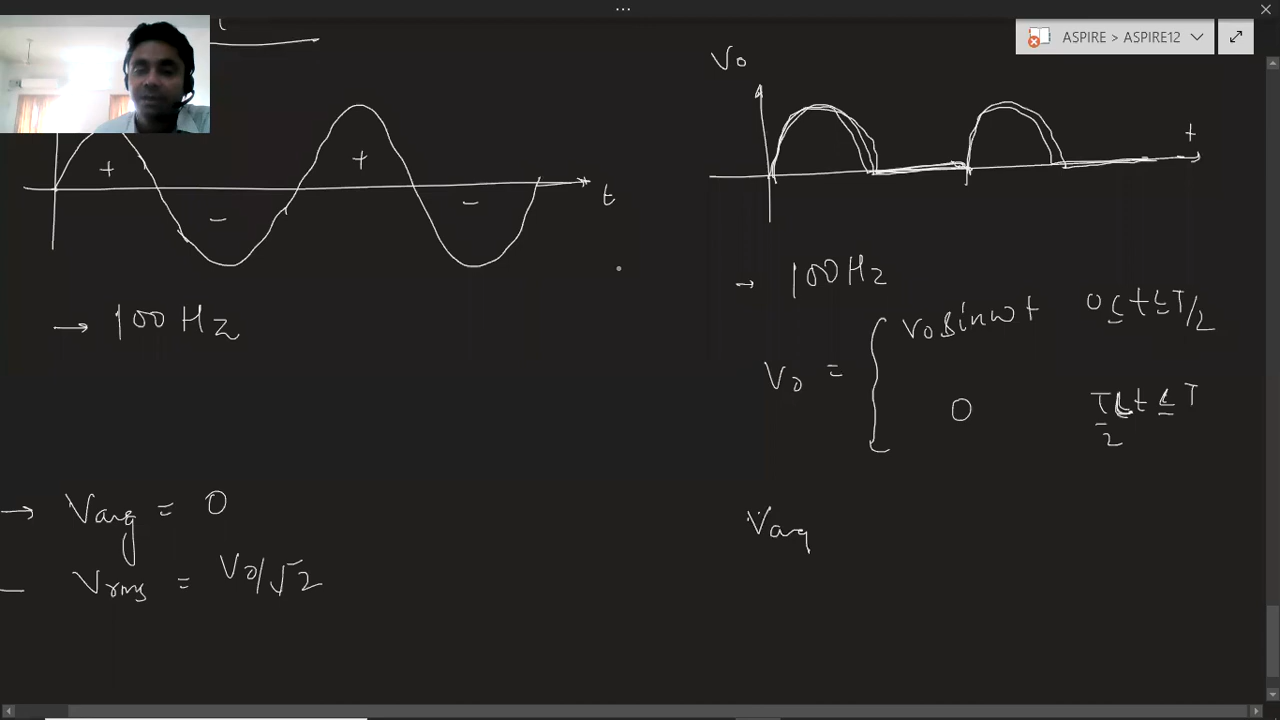 ...
ASPIRE > ASPIRE12
+
-
+
-
t
→ 100 Hz
→ Vavg = 0
- Vrms = V0/√2
V0
t
→ 100 Hz
V0 = { V0 sin ω t 0 ≤ t ≤ T/2
0 T/2 ≤ t ≤ T
Vavg